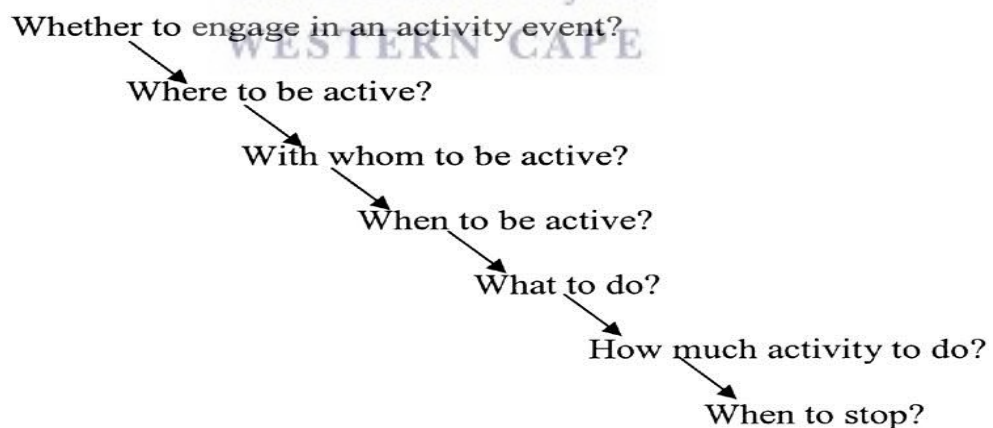 Whether to engage in an activity event?
WESTERN CAPE
Where to be active?
With whom to be active?
When to be active?
What to do?
How much activity to do?
When to stop?